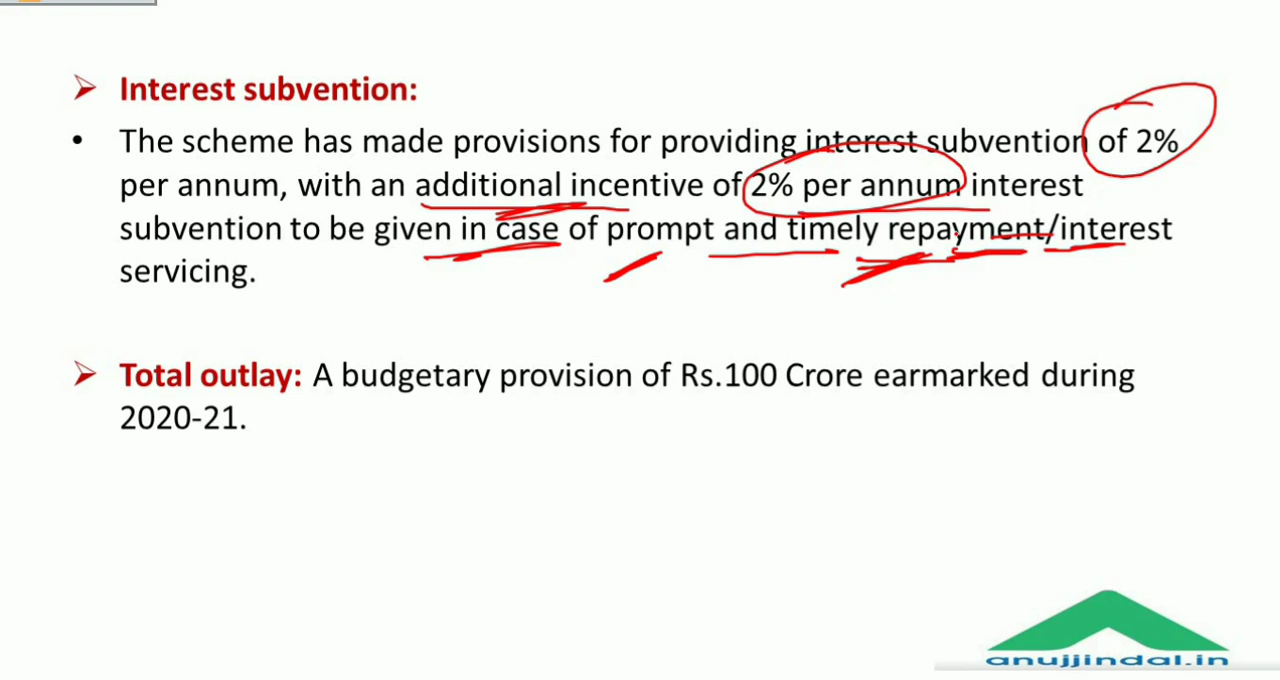 Interest subvention:
• The scheme has made provisions for providing interest subvention of 2%
per annum, with an additional incentive of 2% per annum interest
subvention to be given in case of prompt and timely repayment/interest
servicing.
Total outlay: A budgetary provision of Rs.100 Crore earmarked during
2020-21.
anujjindal.in